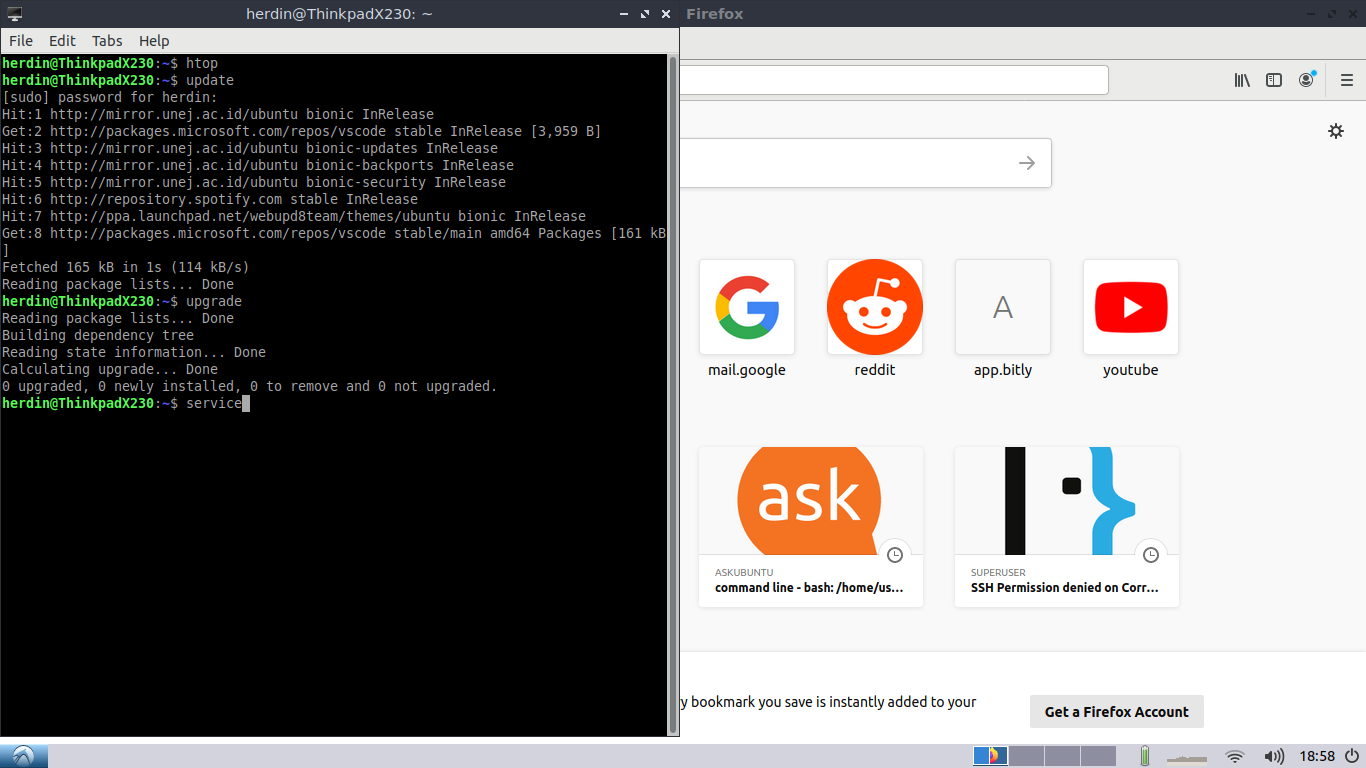 herdin@ThinkpadX230: ~
File Edit Tabs Help
herdin@ThinkpadX230:~$ htop
herdin@ThinkpadX230:~$ update
[sudo] password for herdin:
Hit:1 http://mirror.unej.ac.id/ubuntu bionic InRelease
Get:2 http://packages.microsoft.com/repos/vscode stable InRelease [3,959 B]
Hit:3 http://mirror.unej.ac.id/ubuntu bionic-updates InRelease
Hit:4 http://mirror.unej.ac.id/ubuntu bionic-backports InRelease
Hit:5 http://mirror.unej.ac.id/ubuntu bionic-security InRelease
Hit:6 http://repository.spotify.com stable InRelease
Hit:7 http://ppa.launchpad.net/webupd8team/themes/ubuntu bionic InRelease
Get:8 http://packages.microsoft.com/repos/vscode stable/main amd64 Packages [161 kB
]
Fetched 165 kB in 1s (114 kB/s)
Reading package lists... Done
herdin@ThinkpadX230:~$ upgrade
Reading package lists... Done
Building dependency tree
Reading state information... Done
Calculating upgrade... Done
0 upgraded, 0 newly installed, 0 to remove and 0 not upgraded.
herdin@ThinkpadX230:~$ service
Firefox
A
mail.google
reddit
app.bitly
youtube
ask
ASKUBUNTU
command line - bash: /home/us...
SUPERUSER
SSH Permission denied on Corr...
y bookmark you save is instantly added to your
Get a Firefox Account
18:58